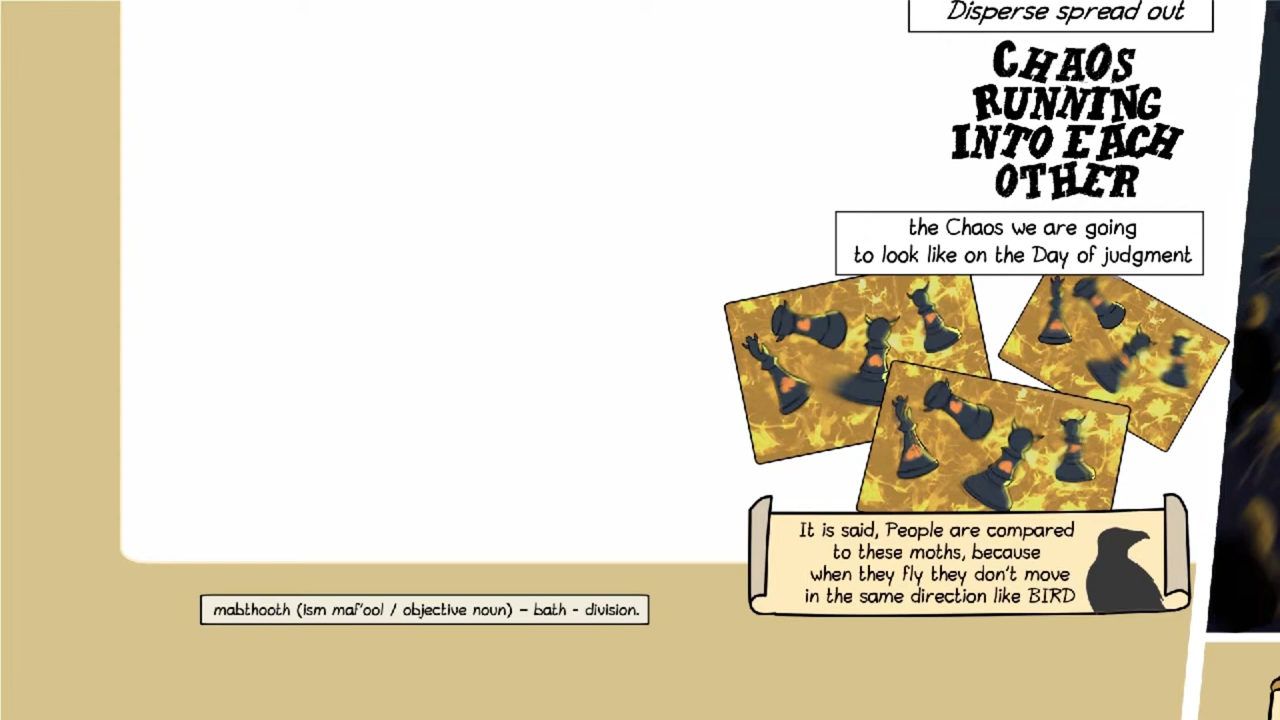 Disperse spread out
CHAOS
RUNNING
INTO EACH
OTHER
the Chaos we are going
to look like on the Day of judgment
It is said, People are compared
to these moths, because
when they fly they don't move
in the same direction like BIRD
mabthooth (ism maf'ool / objective noun) – bath - division.